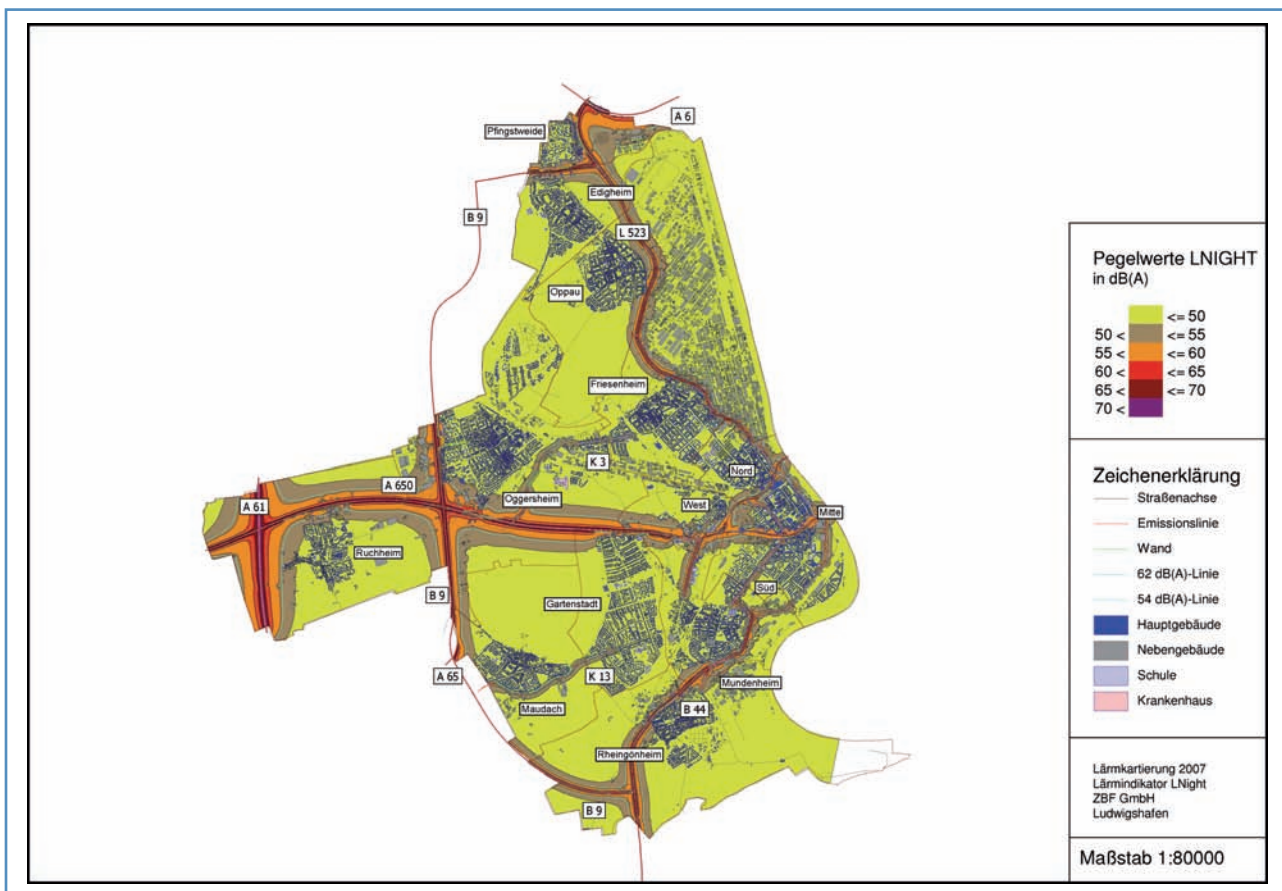 A 6
Pfingstweide
Edigheim
B 9
L 523
Oppau
Friesenheim
K 3
Nord
A 650
Oggersheim
West
A 61
Mitte
Ruchheim
B 9
Gartenstadt
Süd
A 65
K 13
Mundenheim
Maudach
B 44
Rheingönheim
B 9
Pegelwerte LNIGHT
in dB(A)
<= 50
50 < <= 55
55 < <= 60
60 < <= 65
65 < <= 70
70 <
Zeichenerklärung
Straßenachse
Emissionslinie
Wand
62 dB(A)-Linie
54 dB(A)-Linie
Hauptgebäude
Nebengebäude
Schule
Krankenhaus
Lärmkartierung 2007
Lärmindikator LNight
ZBF GmbH
Ludwigshafen
Maßstab 1:80000